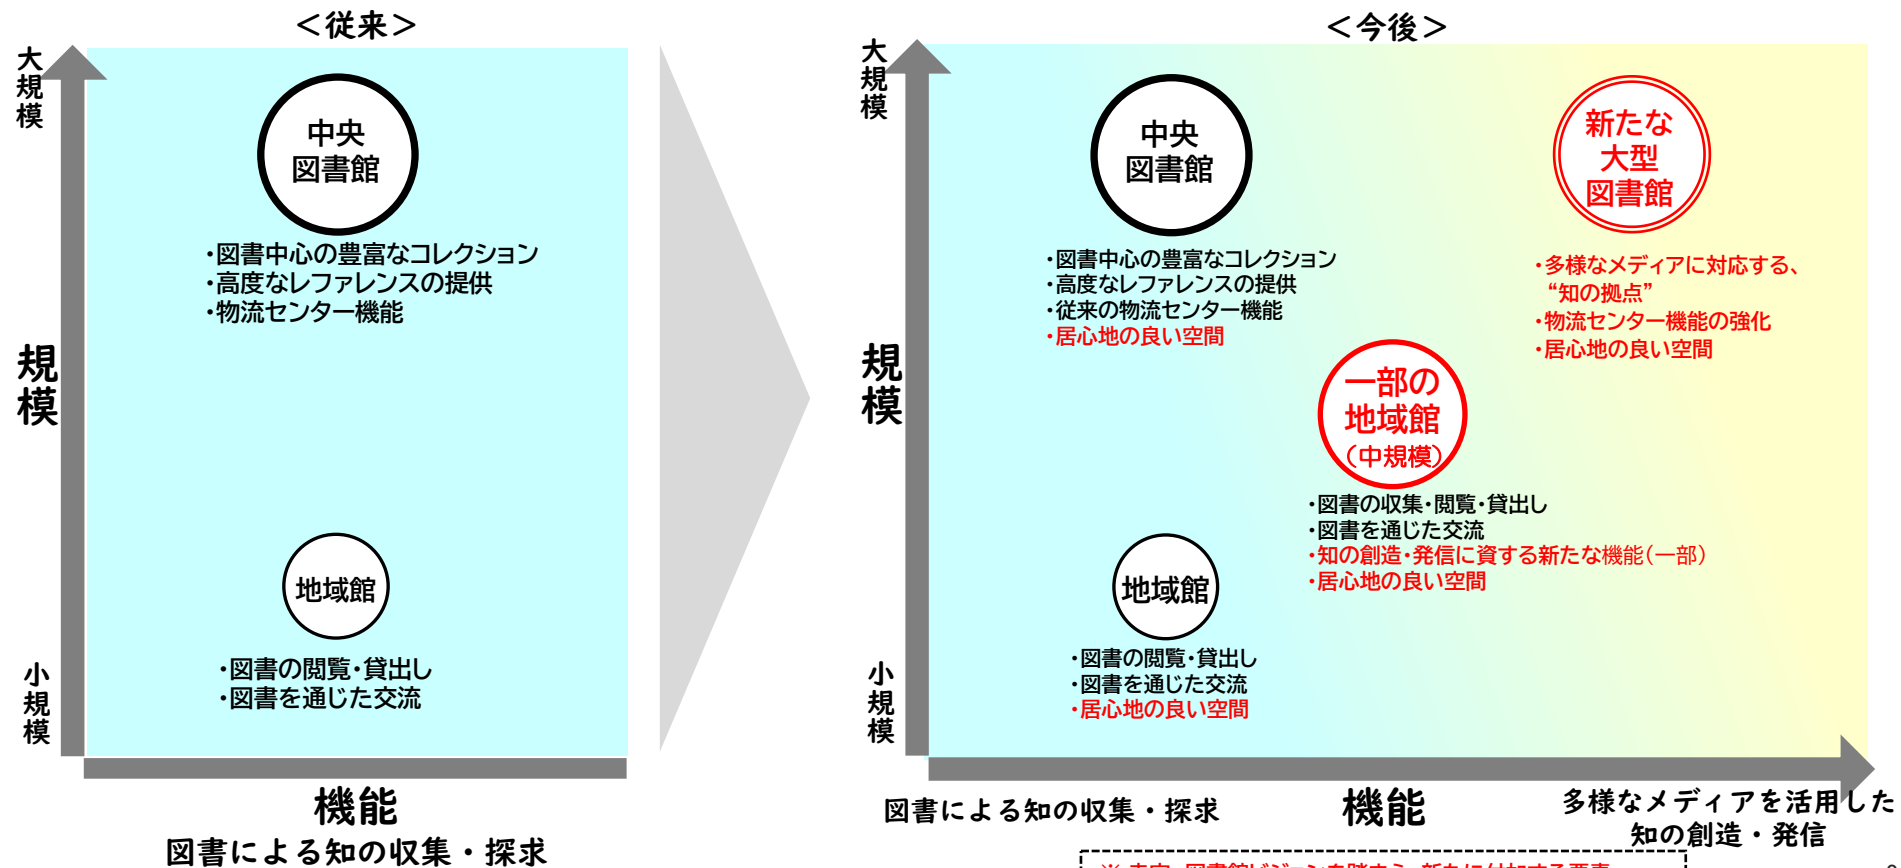 ＜従来＞
大規模
中央
図書館
・図書中心の豊富なコレクション
・高度なレファレンスの提供
・物流センター機能
規模
地域館
・図書の閲覧・貸出し
・図書を通じた交流
小規模
機能
図書による知の収集・探求
＜今後＞
大規模
中央
図書館
・図書中心の豊富なコレクション
・高度なレファレンスの提供
・従来の物流センター機能
・居心地の良い空間
新たな
大型
図書館
・多様なメディアに対応する、
“知の拠点”
・物流センター機能の強化
・居心地の良い空間
規模
一部の
地域館
（中規模）
・図書の収集・閲覧・貸出し
・図書を通じた交流
・知の創造・発信に資する新たな機能（一部）
・居心地の良い空間
地域館
・図書の閲覧・貸出し
・図書を通じた交流
・居心地の良い空間
小規模
図書による知の収集・探求
機能
多様なメディアを活用した
知の創造・発信